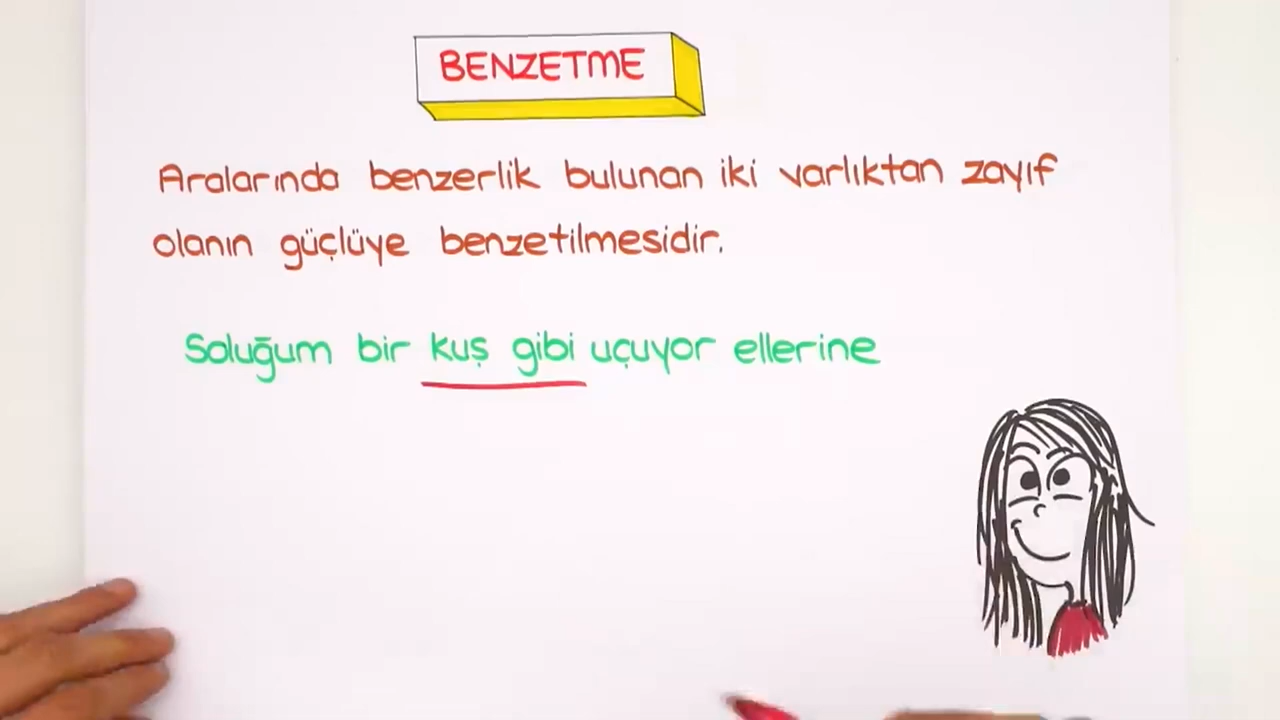 BENZETME
Aralarında benzerlik bulunan iki varlıktan zayıf
olanın güçlüye benzetilmesidir.
Soluğum bir kuş gibi uçuyor ellerine